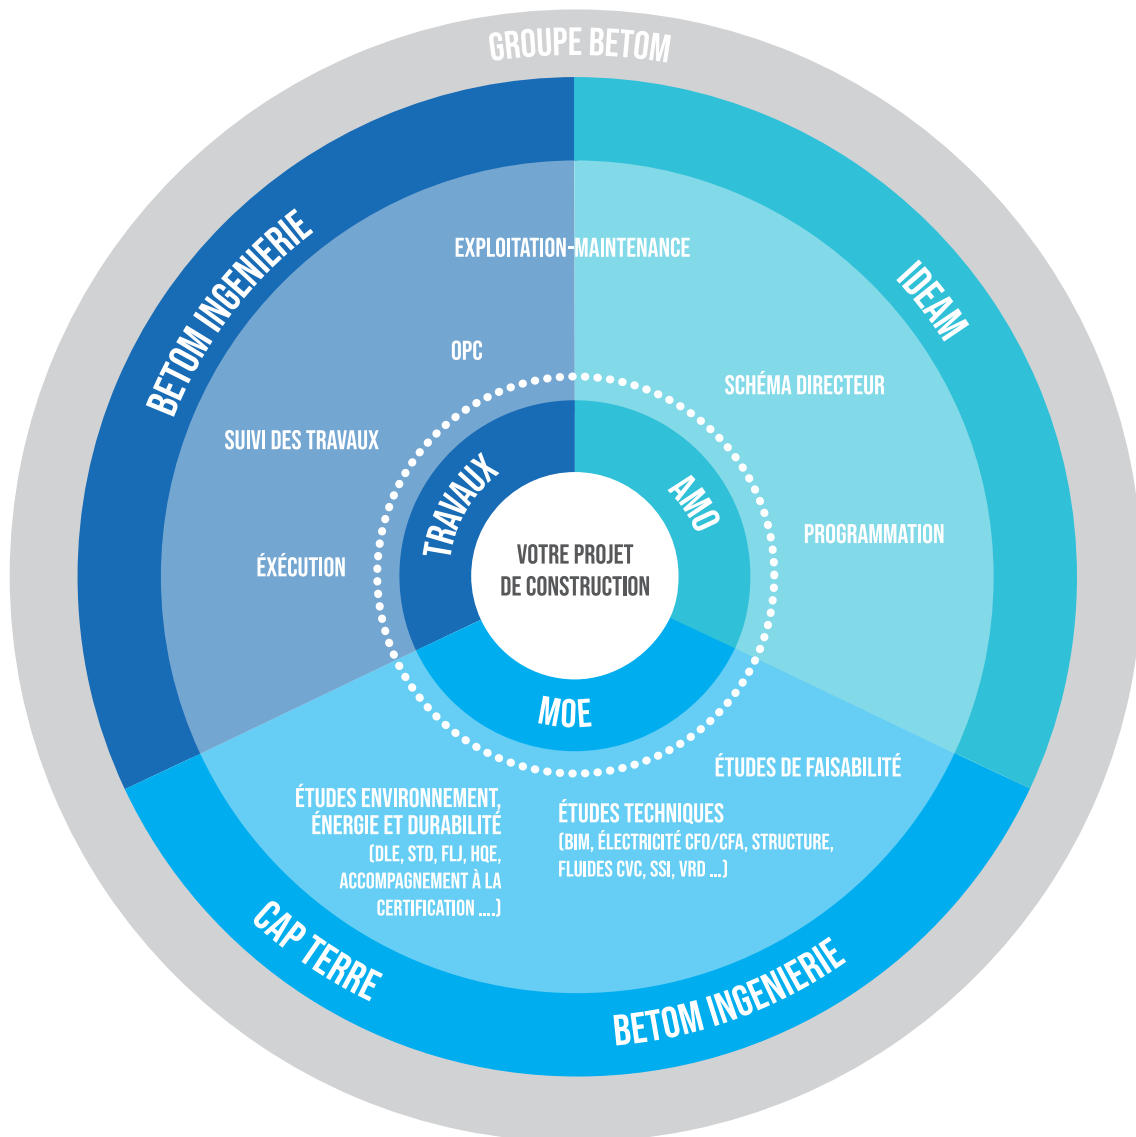 GROUPE BETOM
BETOM INGENIERIE
IDEAM
EXPLOITATION-MAINTENANCE
OPC
SCHÉMA DIRECTEUR
SUIVI DES TRAVAUX
TRAVAUX
AMO
PROGRAMMATION
VOTRE PROJET
DE CONSTRUCTION
ÉXÉCUTION
MOE
ÉTUDES DE FAISABILITÉ
ÉTUDES ENVIRONNEMENT,
ÉNERGIE ET DURABILITÉ
(DLE, STD, FLJ, HQE,
ACCOMPAGNEMENT À LA
CERTIFICATION ....)
ÉTUDES TECHNIQUES
(BIM, ÉLECTRICITÉ CFO/CFA, STRUCTURE,
FLUIDES CVC, SSI, VRD ...)
CAP TERRE
BETOM INGENIERIE